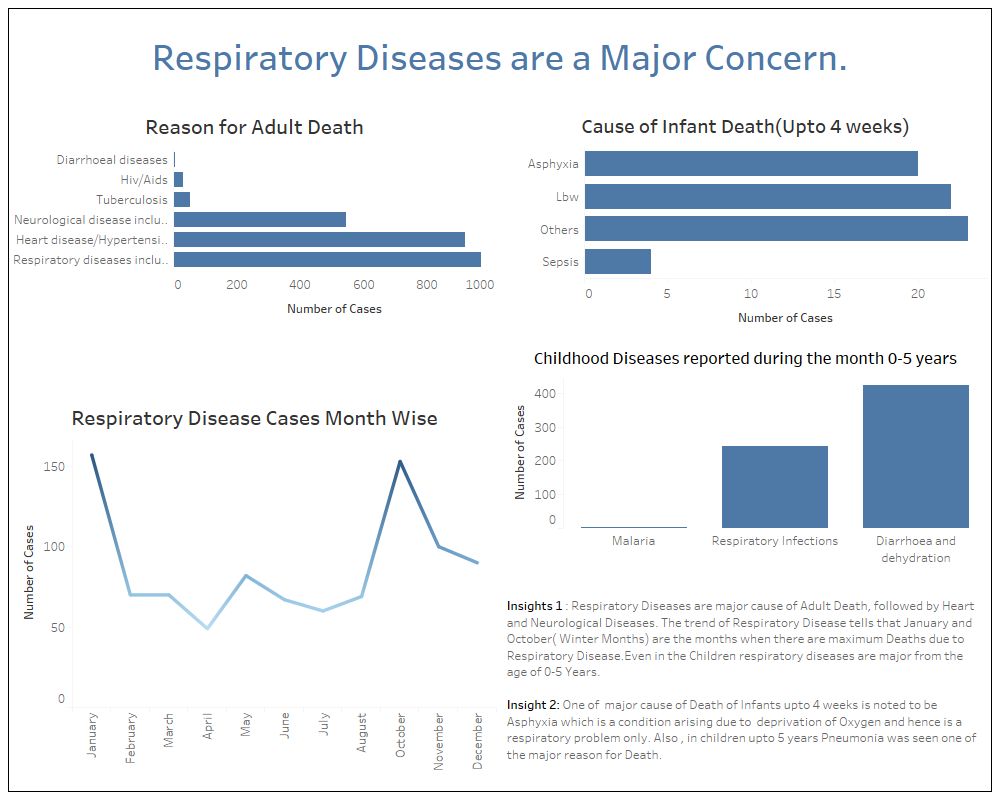 Respiratory Diseases are a Major Concern.
Reason for Adult Death
Diarrhoeal diseases
Hiv/Aids
Tuberculosis
Neurological disease inclu..
Heart disease/Hypertensi..
Respiratory diseases inclu..
0 200 400 600 800 1000
Number of Cases
Cause of Infant Death(Upto 4 weeks)
Asphyxia
Lbw
Others
Sepsis
0 5 10 15 20
Number of Cases
Childhood Diseases reported during the month 0-5 years
Number of Cases
400
300
200
100
0
Malaria
Respiratory Infections
Diarrhoea and
dehydration
Respiratory Disease Cases Month Wise
Number of Cases
150
100
50
0
January
February
March
April
May
June
July
August
October
November
December
Insights 1 : Respiratory Diseases are major cause of Adult Death, followed by Heart
and Neurological Diseases. The trend of Respiratory Disease tells that January and
October( Winter Months) are the months when there are maximum Deaths due to
Respiratory Disease.Even in the Children respiratory diseases are major from the
age of 0-5 Years.
Insight 2: One of major cause of Death of Infants upto 4 weeks is noted to be
Asphyxia which is a condition arising due to deprivation of Oxygen and hence is a
respiratory problem only. Also , in children upto 5 years Pneumonia was seen one of
the major reason for Death.